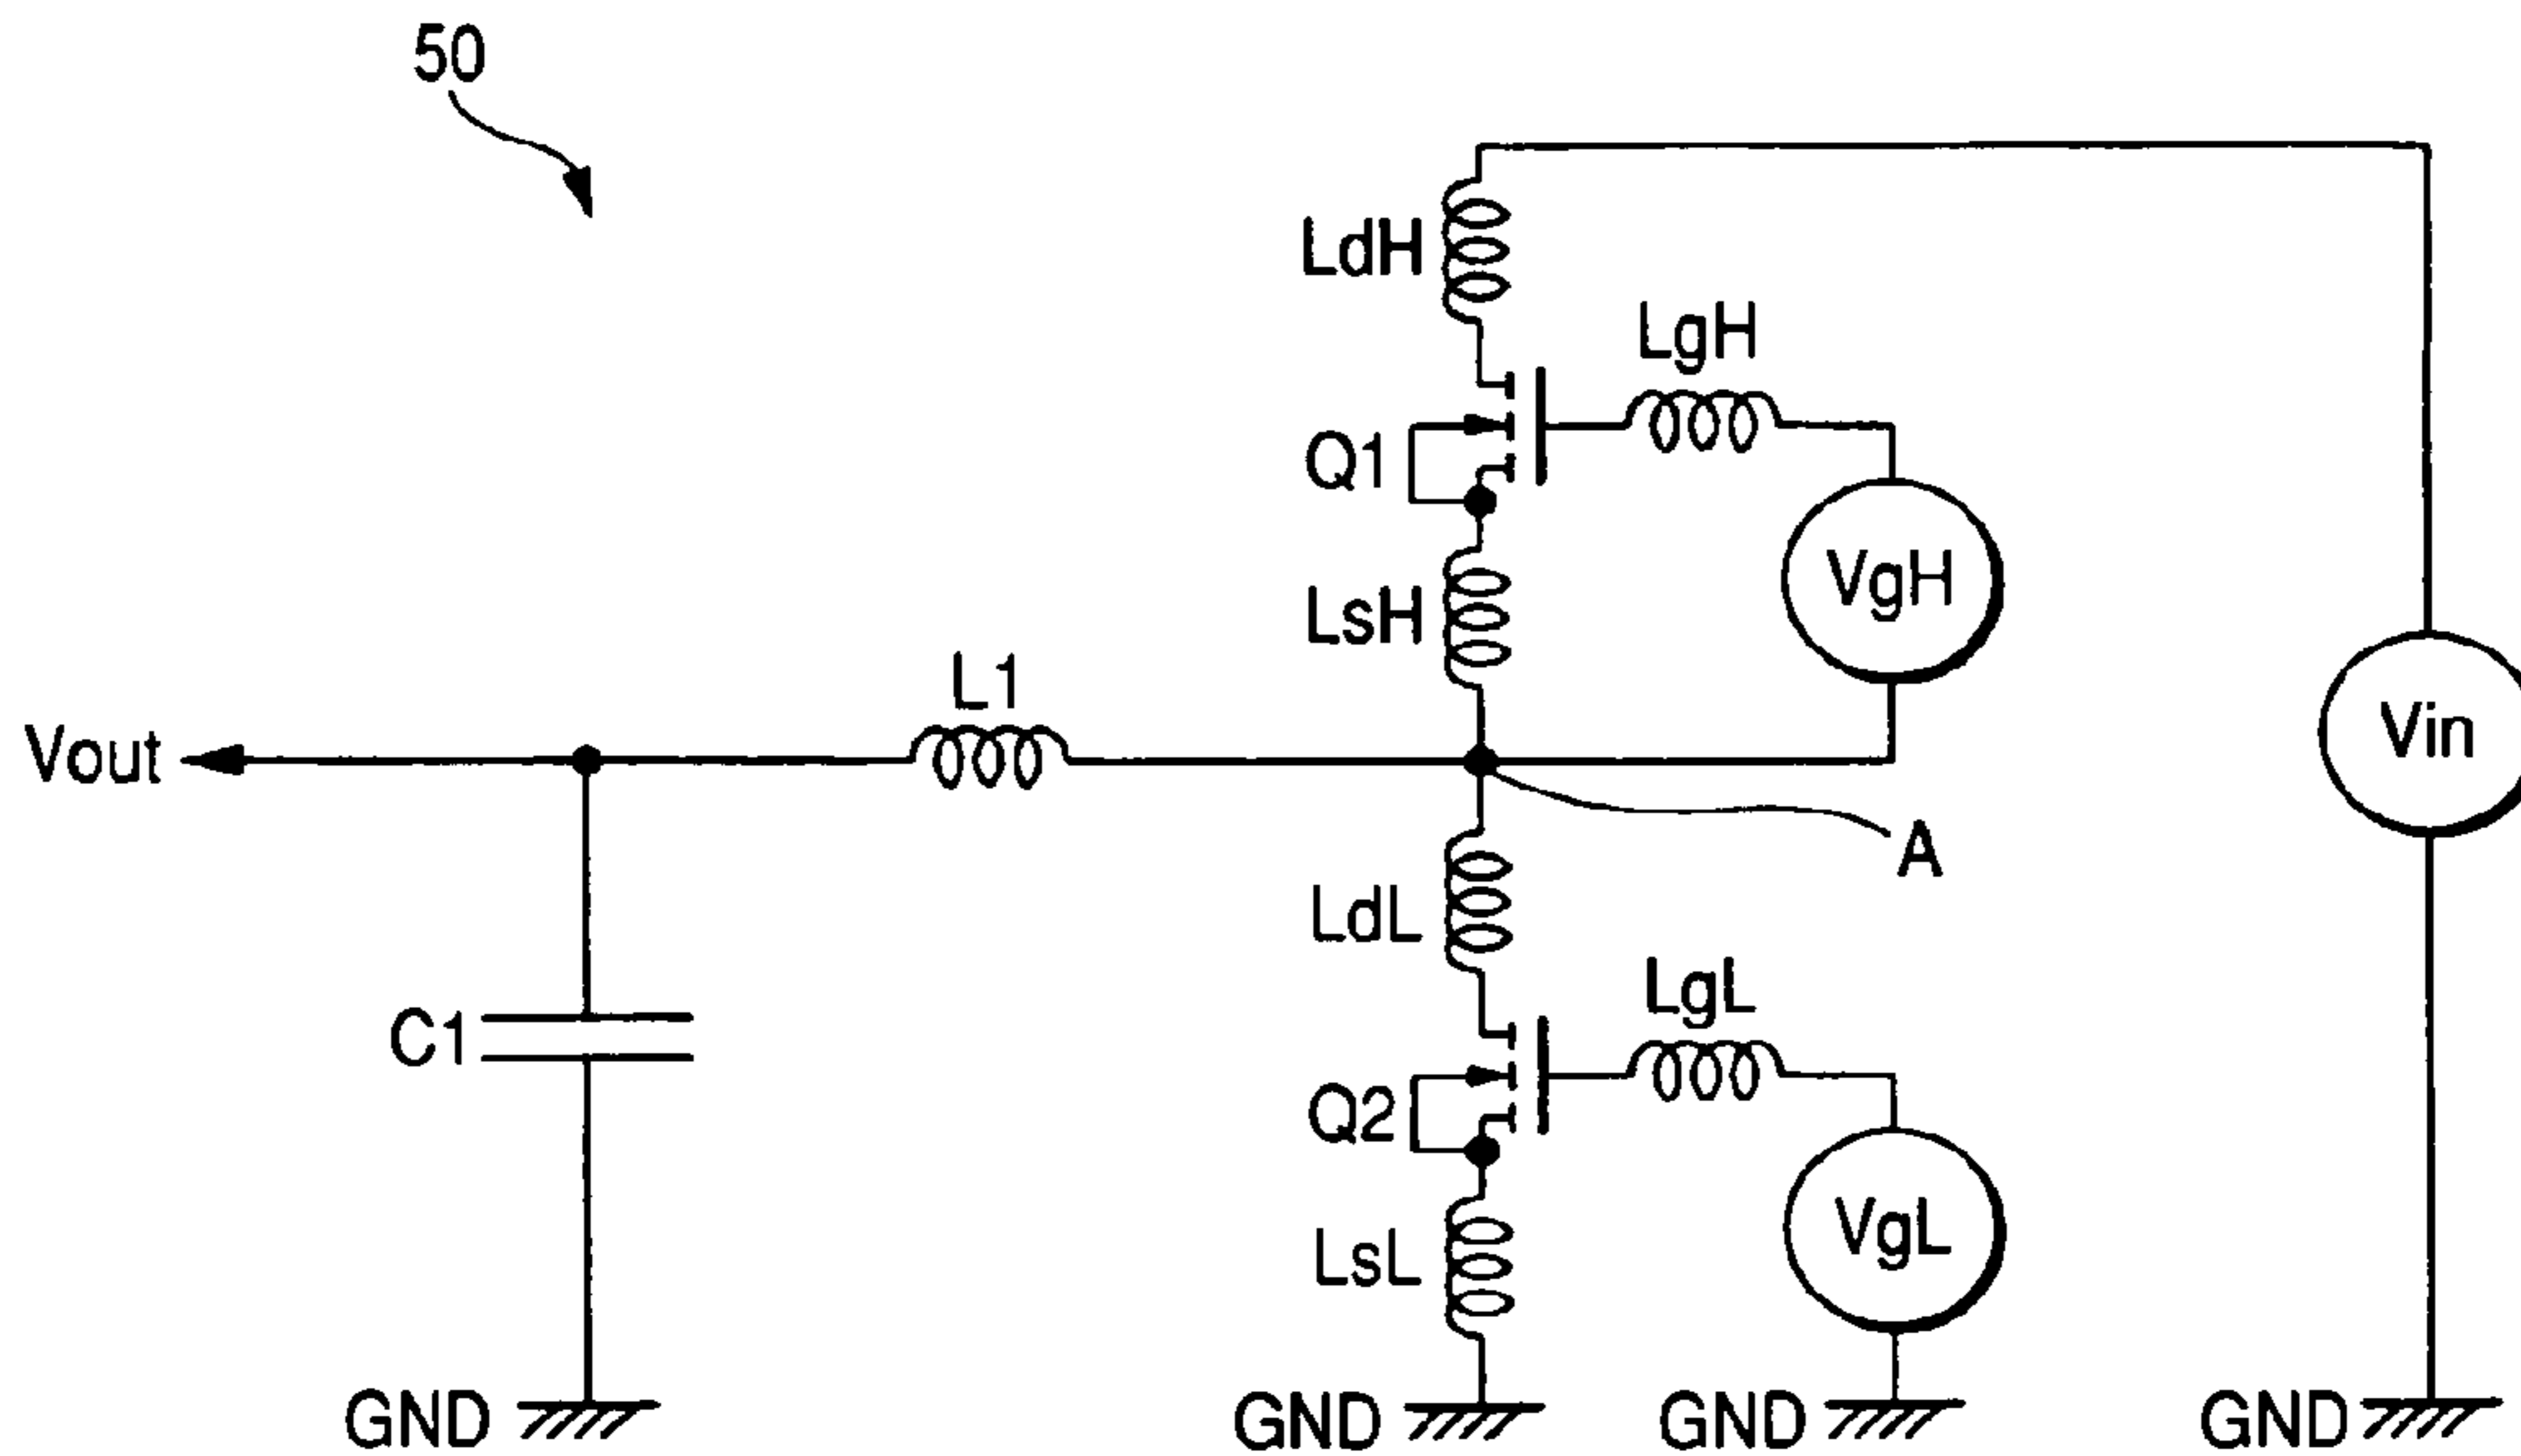 50
LdH
LgH
Q1
VgH
LsH
L1
Vin
Vout
A
LdL
LgL
C1
Q2
VgL
LsL
GND
GND
GND
GND